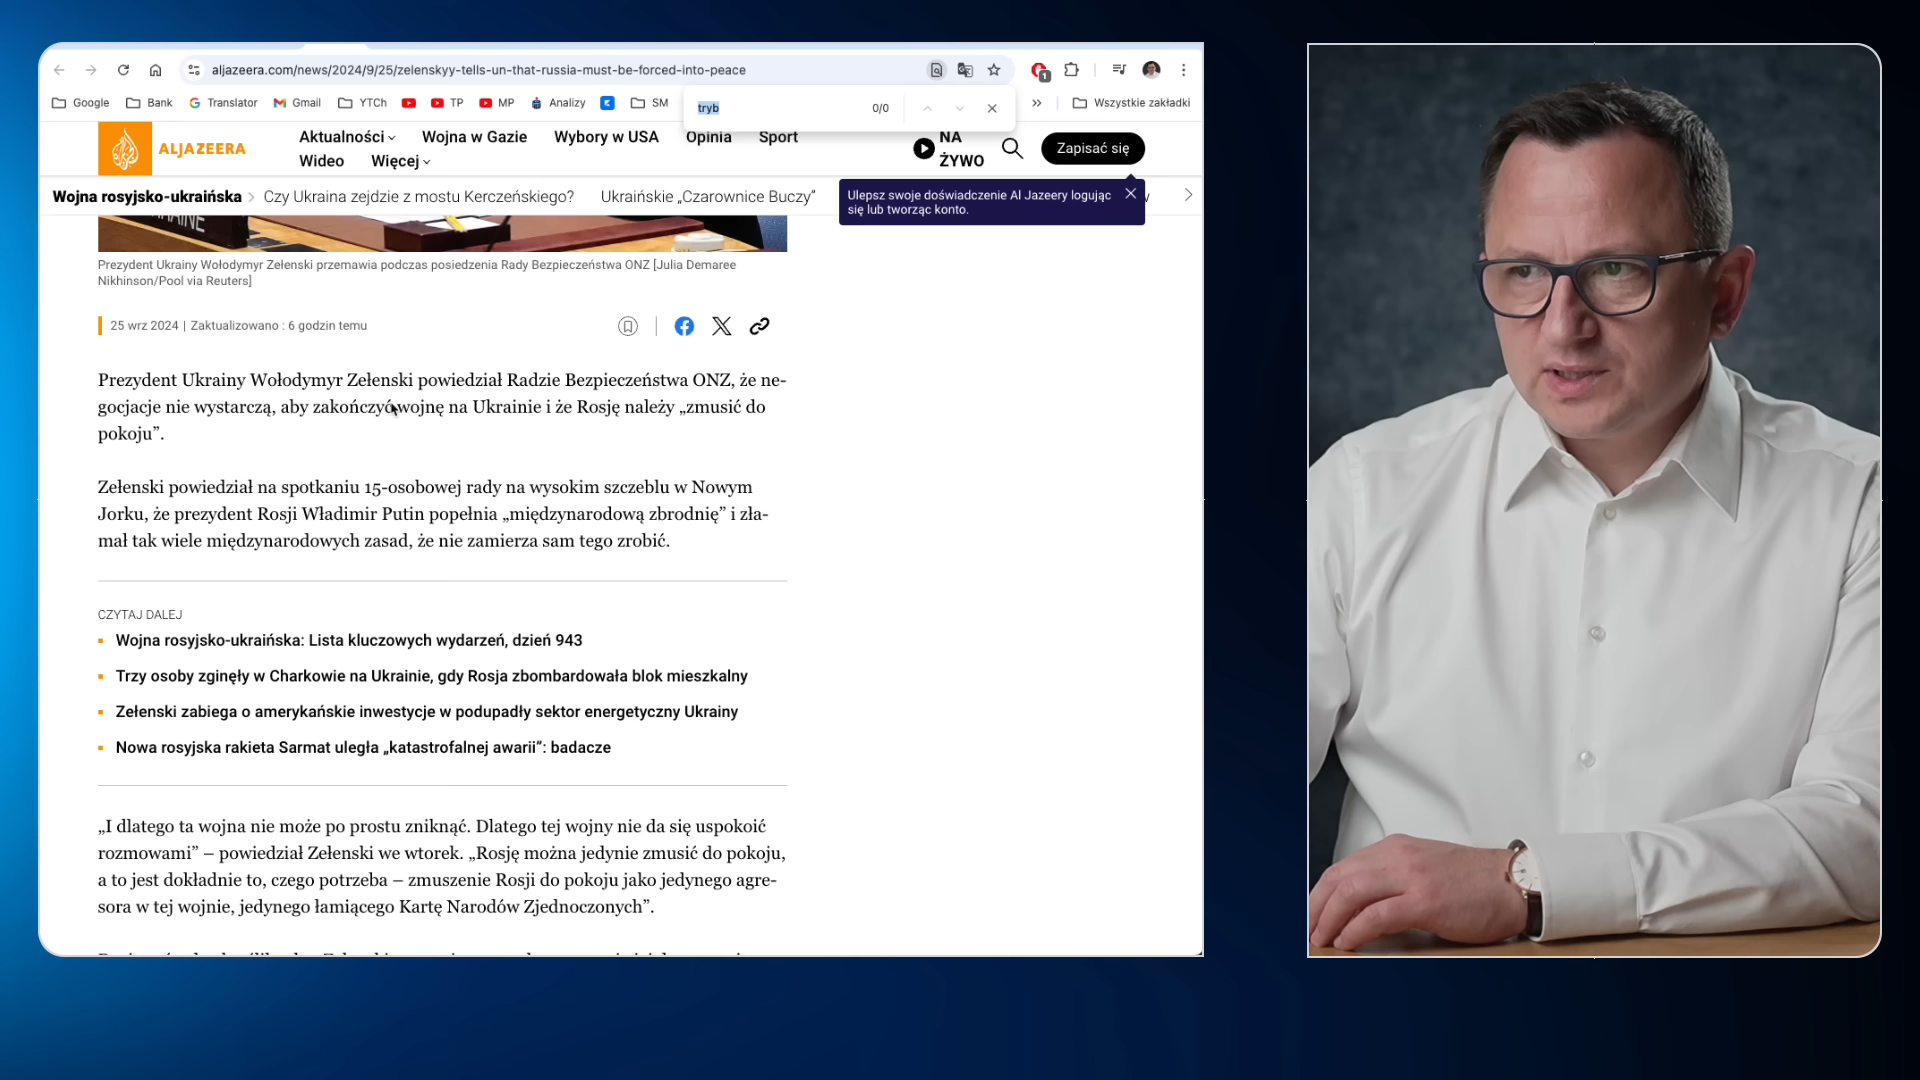 aljazeera.com/news/2024/9/25/zelenskyy-tells-un-that-russia-must-be-forced-into-peace
1
Google
Bank
Translator
Gmail
YTCh
TP
MP
Analizy
SM
tryb
0/0
Wszystkie zakładki
ALJAZEERA
Aktualności
Wojna w Gazie
Wybory w USA
Opinia
Sport
Wideo
Więcej
NA
ŻYWO
Zapisać się
Wojna rosyjsko-ukraińska
Czy Ukraina zejdzie z mostu Kerczeńskiego?
Ukraińskie „Czarownice Buczy”
Ulepsz swoje doświadczenie Al Jazeery logując
się lub tworząc konto.
Prezydent Ukrainy Wołodymyr Zełenski przemawia podczas posiedzenia Rady Bezpieczeństwa ONZ [Julia Demaree
Nikhinson/Pool via Reuters]
25 wrz 2024 | Zaktualizowano : 6 godzin temu
Prezydent Ukrainy Wołodymyr Zełenski powiedział Radzie Bezpieczeństwa ONZ, że ne-
gocjacje nie wystarczą, aby zakończyć wojnę na Ukrainie i że Rosję należy „zmusić do
pokoju”.
Zełenski powiedział na spotkaniu 15-osobowej rady na wysokim szczeblu w Nowym
Jorku, że prezydent Rosji Władimir Putin popełnia „międzynarodową zbrodnię” i zła-
mał tak wiele międzynarodowych zasad, że nie zamierza sam tego zrobić.
CZYTAJ DALEJ
Wojna rosyjsko-ukraińska: Lista kluczowych wydarzeń, dzień 943
Trzy osoby zginęły w Charkowie na Ukrainie, gdy Rosja zbombardowała blok mieszkalny
Zełenski zabiega o amerykańskie inwestycje w podupadły sektor energetyczny Ukrainy
Nowa rosyjska rakieta Sarmat uległa „katastrofalnej awarii”: badacze
„I dlatego ta wojna nie może po prostu zniknąć. Dlatego tej wojny nie da się uspokoić
rozmowami” – powiedział Zełenski we wtorek. „Rosję można jedynie zmusić do pokoju,
a to jest dokładnie to, czego potrzeba – zmuszenie Rosji do pokoju jako jedynego agre-
sora w tej wojnie, jedynego łamiącego Kartę Narodów Zjednoczonych”.